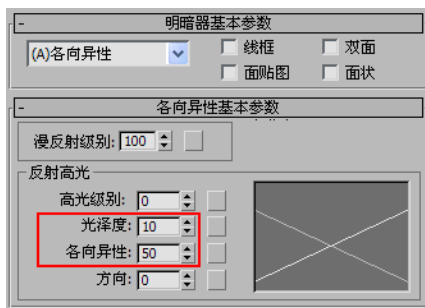 明暗器基本参数
(A)各向异性
线框
双面
面贴图
面状
各向异性基本参数
漫反射级别: 100
反射高光
高光级别: 0
光泽度: 10
各向异性: 50
方向: 0